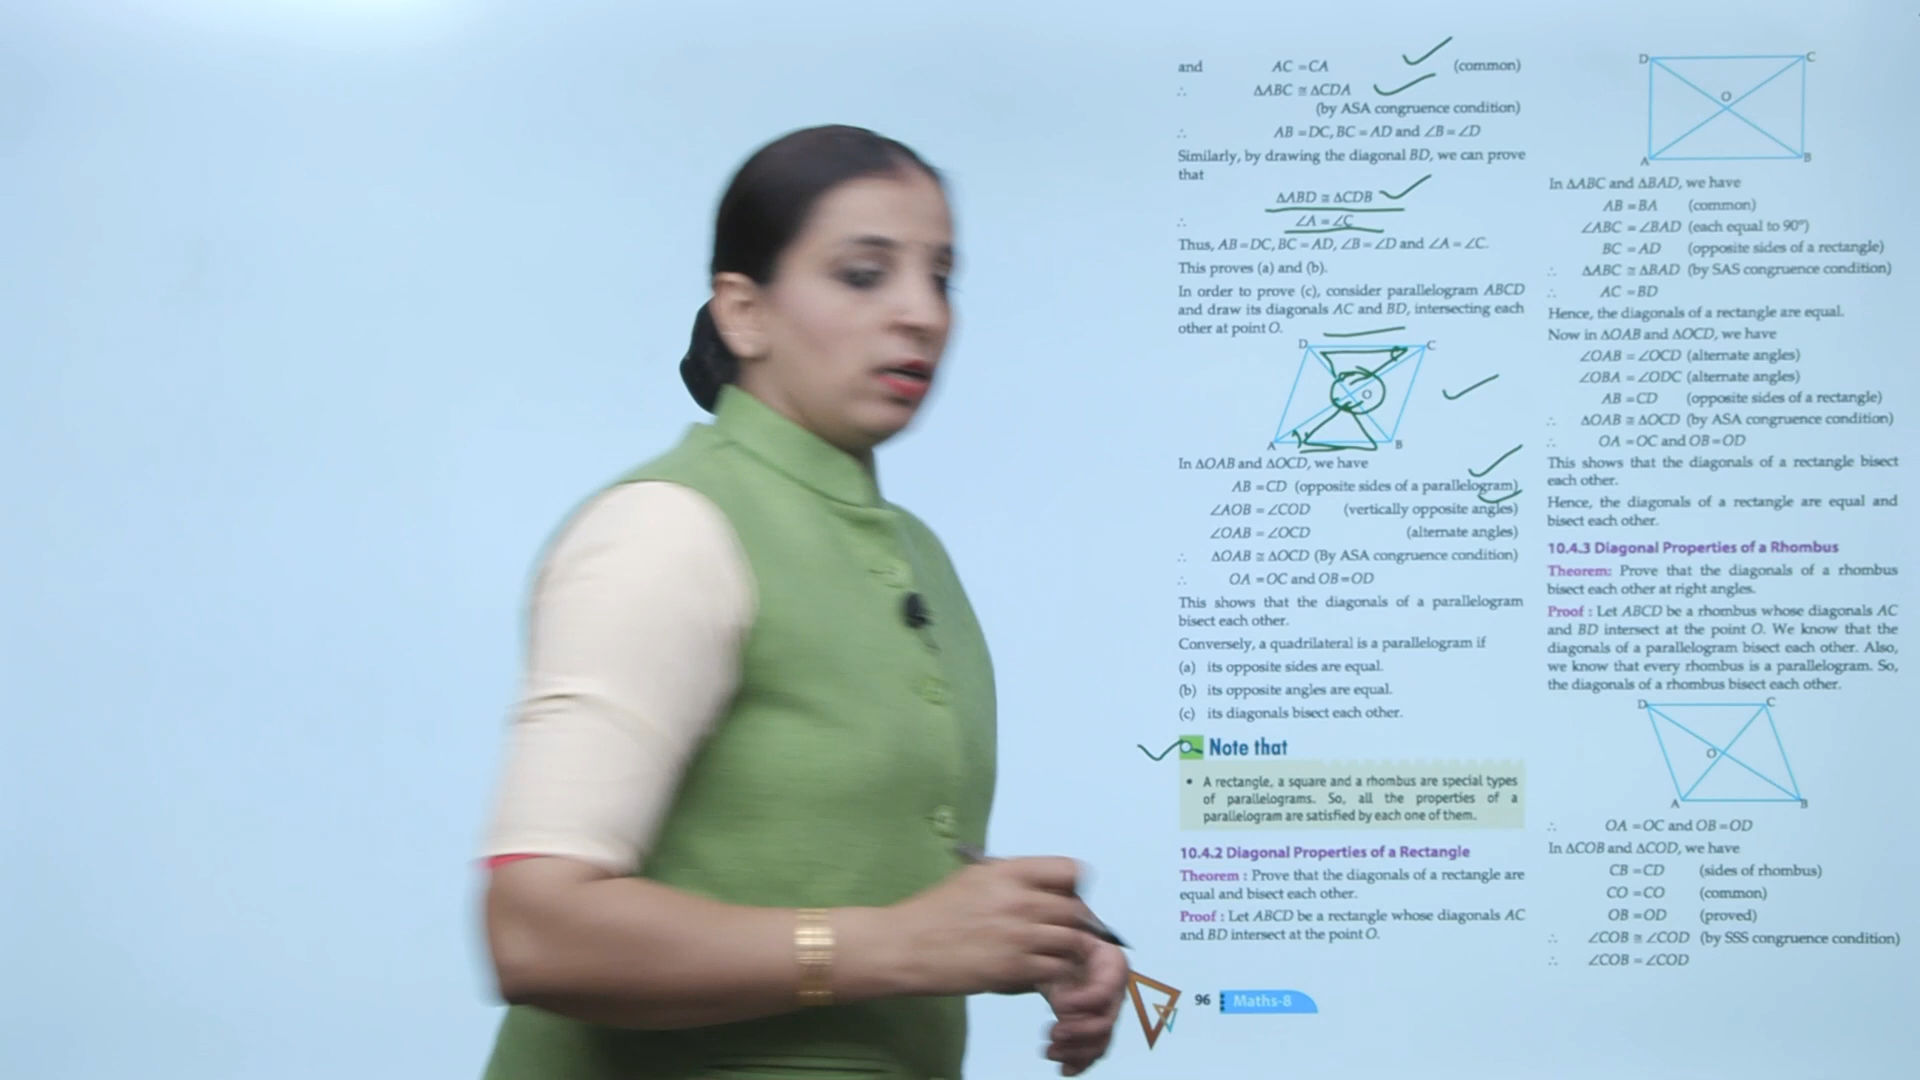 and AC = CA (common)
∴ ΔABC ≅ ΔCDA
(by ASA congruence condition)
∴ AB = DC, BC = AD and ∠B = ∠D
Similarly, by drawing the diagonal BD, we can prove
that
ΔABD ≅ ΔCDB
∴ ∠A = ∠C
Thus, AB = DC, BC = AD, ∠B = ∠D and ∠A = ∠C.
This proves (a) and (b).
In order to prove (c), consider parallelogram ABCD
and draw its diagonals AC and BD, intersecting each
other at point O.
D C
O
A B
In ΔOAB and ΔOCD, we have
AB = CD (opposite sides of a parallelogram)
∠AOB = ∠COD (vertically opposite angles)
∠OAB = ∠OCD (alternate angles)
∴ ΔOAB ≅ ΔOCD (By ASA congruence condition)
∴ OA = OC and OB = OD
This shows that the diagonals of a parallelogram
bisect each other.
Conversely, a quadrilateral is a parallelogram if
(a) its opposite sides are equal.
(b) its opposite angles are equal.
(c) its diagonals bisect each other.
Note that
• A rectangle, a square and a rhombus are special types
of parallelograms. So, all the properties of a
parallelogram are satisfied by each one of them.
10.4.2 Diagonal Properties of a Rectangle
Theorem : Prove that the diagonals of a rectangle are
equal and bisect each other.
Proof : Let ABCD be a rectangle whose diagonals AC
and BD intersect at the point O.
96 Maths-8
D C
O
A B
In ΔABC and ΔBAD, we have
AB = BA (common)
∠ABC = ∠BAD (each equal to 90°)
BC = AD (opposite sides of a rectangle)
∴ ΔABC ≅ ΔBAD (by SAS congruence condition)
∴ AC = BD
Hence, the diagonals of a rectangle are equal.
Now in ΔOAB and ΔOCD, we have
∠OAB = ∠OCD (alternate angles)
∠OBA = ∠ODC (alternate angles)
AB = CD (opposite sides of a rectangle)
∴ ΔOAB ≅ ΔOCD (by ASA congruence condition)
∴ OA = OC and OB = OD
This shows that the diagonals of a rectangle bisect
each other.
Hence, the diagonals of a rectangle are equal and
bisect each other.
10.4.3 Diagonal Properties of a Rhombus
Theorem: Prove that the diagonals of a rhombus
bisect each other at right angles.
Proof : Let ABCD be a rhombus whose diagonals AC
and BD intersect at the point O. We know that the
diagonals of a parallelogram bisect each other. Also,
we know that every rhombus is a parallelogram. So,
the diagonals of a rhombus bisect each other.
D C
O
A B
∴ OA = OC and OB = OD
In ΔCOB and ΔCOD, we have
CB = CD (sides of rhombus)
CO = CO (common)
OB = OD (proved)
∴ ∠COB ≅ ∠COD (by SSS congruence condition)
∴ ∠COB = ∠COD